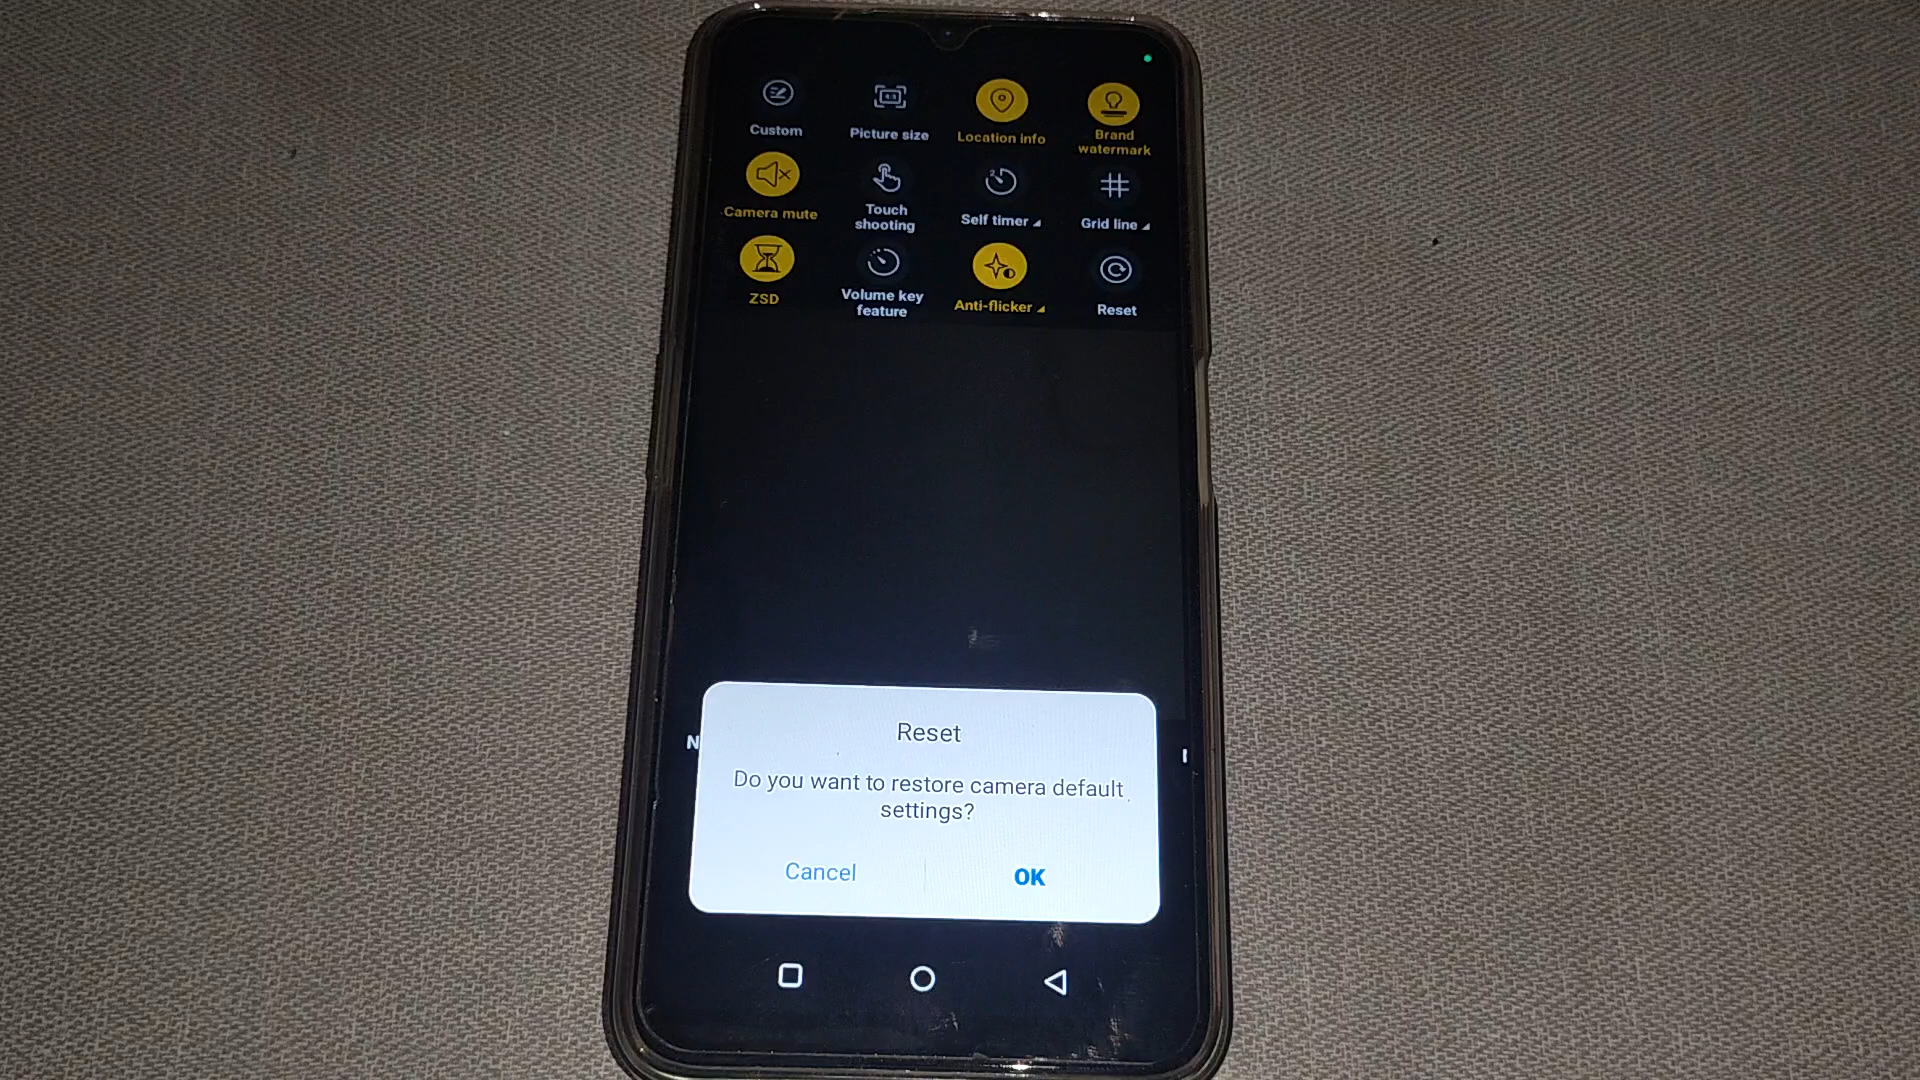 Custom
Picture size
Location info
Brand
watermark
Camera mute
Touch
shooting
Self timer
Grid line
ZSD
Volume key
feature
Anti-flicker
Reset
N
Reset
Do you want to restore camera default
settings?
Cancel
OK